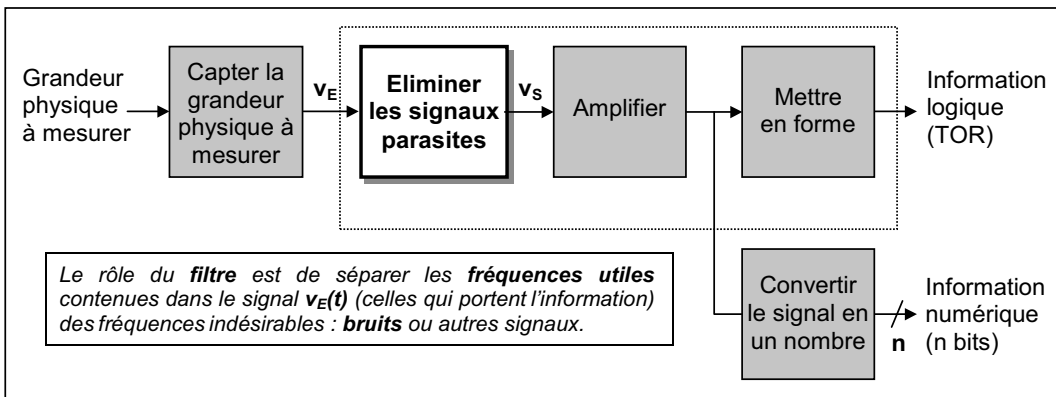 Grandeur
physique
à mesurer
Capter la
grandeur
physique à
mesurer
vE
Eliminer
les signaux
parasites
vS
Amplifier
Mettre
en forme
Information
logique
(TOR)
Le rôle du filtre est de séparer les fréquences utiles
contenues dans le signal vE(t) (celles qui portent l'information)
des fréquences indésirables : bruits ou autres signaux.
Convertir
le signal en
un nombre
n
Information
numérique
(n bits)